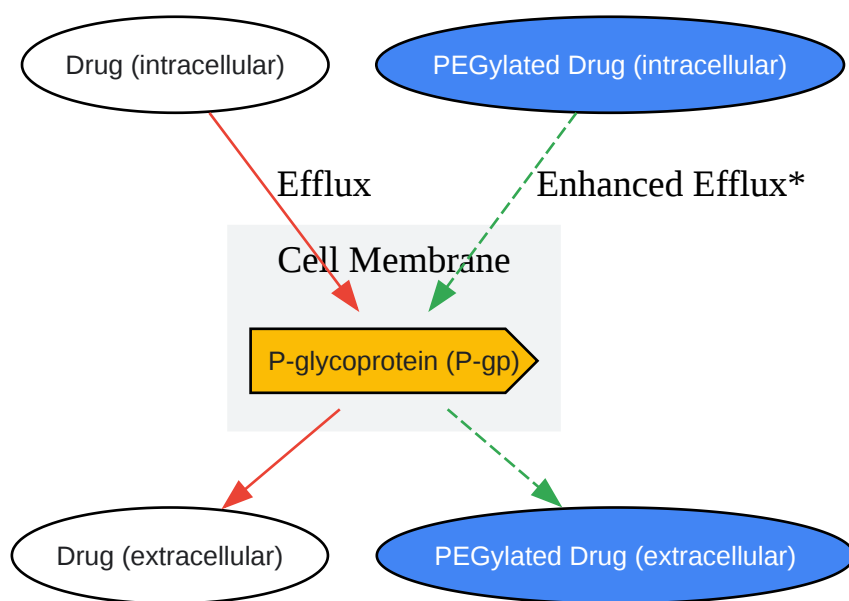 Drug (intracellular)
PEGylated Drug (intracellular)
Efflux
Enhanced Efflux*
Cell Membrane
P-glycoprotein (P-gp)
Drug (extracellular)
PEGylated Drug (extracellular)